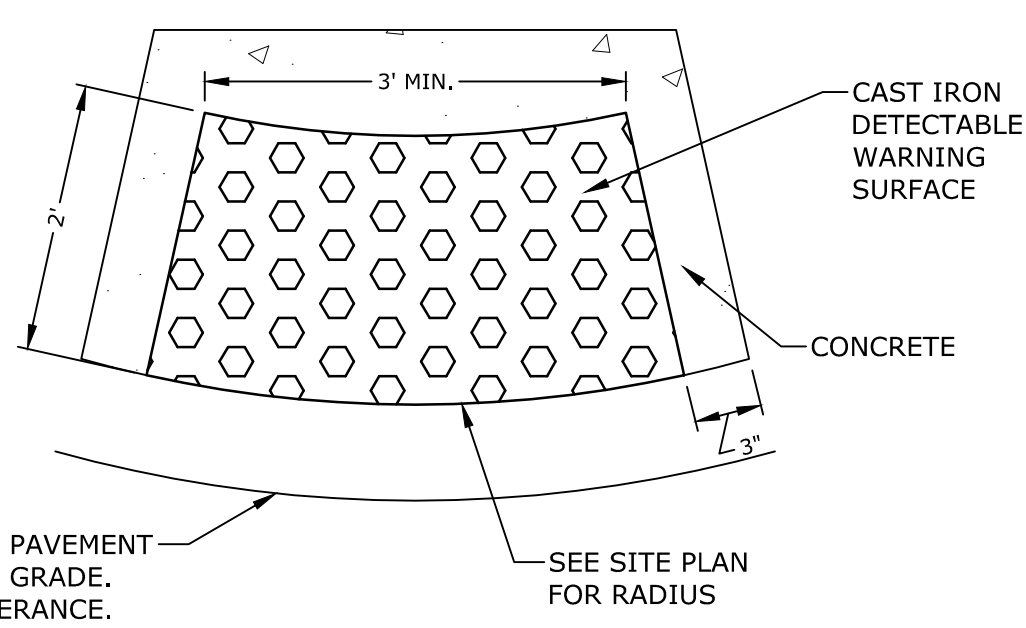 3' MIN.
CAST IRON
DETECTABLE
WARNING
SURFACE
2'
CONCRETE
3"
PAVEMENT
GRADE.
SEE SITE PLAN
FOR RADIUS